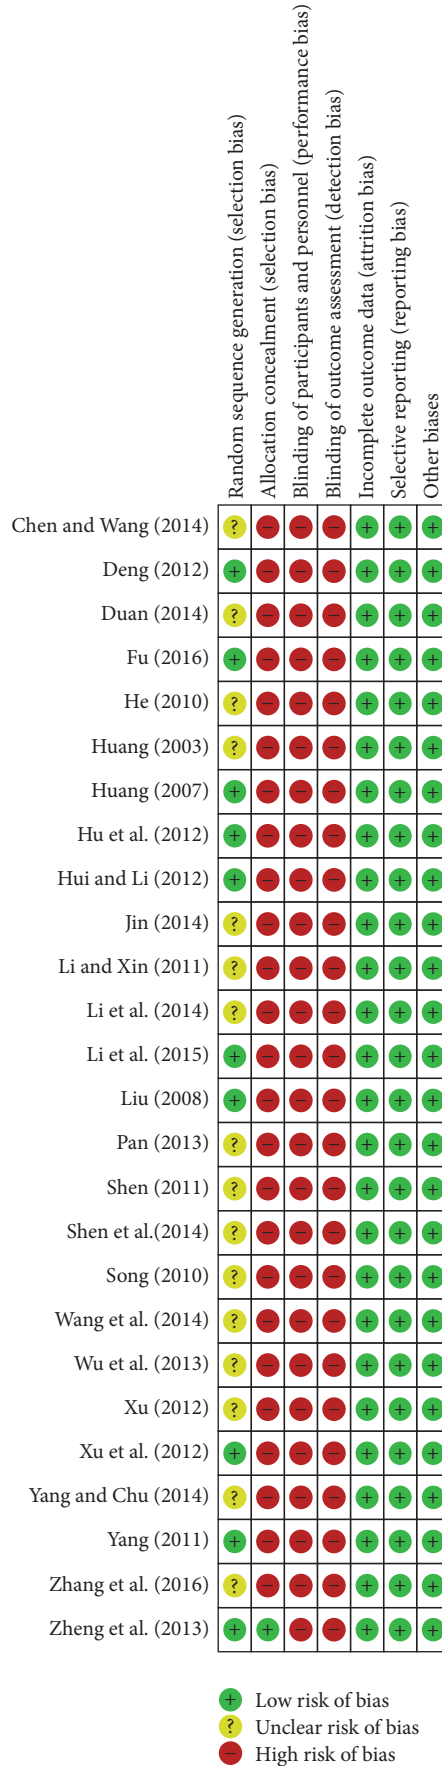 Random sequence generation (selection bias)
Allocation concealment (selection bias)
Blinding of participants and personnel (performance bias)
Blinding of outcome assessment (detection bias)
Incomplete outcome data (attrition bias)
Selective reporting (reporting bias)
Other biases
Chen and Wang (2014) ? − − − + + +
Deng (2012) + − − − + + +
Duan (2014) ? − − − + + +
Fu (2016) + − − − + + +
He (2010) ? − − − + + +
Huang (2003) ? − − − + + +
Huang (2007) + − − − + + +
Hu et al. (2012) + − − − + + +
Hui and Li (2012) + − − − + + +
Jin (2014) ? − − − + + +
Li and Xin (2011) ? − − − + + +
Li et al. (2014) ? − − − + + +
Li et al. (2015) + − − − + + +
Liu (2008) + − − − + + +
Pan (2013) ? − − − + + +
Shen (2011) ? − − − + + +
Shen et al.(2014) ? − − − + + +
Song (2010) ? − − − + + +
Wang et al. (2014) ? − − − + + +
Wu et al. (2013) ? − − − + + +
Xu (2012) ? − − − + + +
Xu et al. (2012) + − − − + + +
Yang and Chu (2014) ? − − − + + +
Yang (2011) + − − − + + +
Zhang et al. (2016) ? − − − + + +
Zheng et al. (2013) + + − − + + +
+ Low risk of bias
? Unclear risk of bias
− High risk of bias